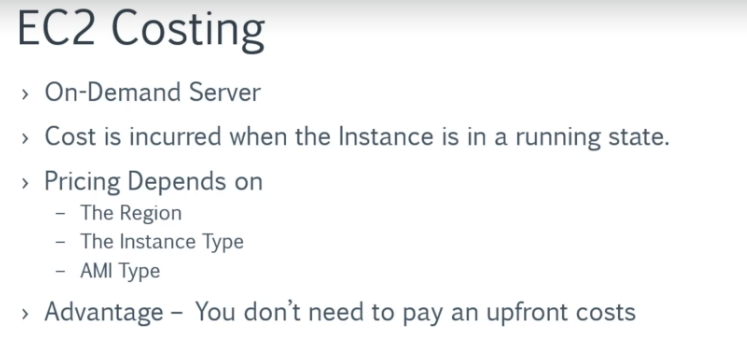 EC2 Costing
› On-Demand Server
› Cost is incurred when the Instance is in a running state.
› Pricing Depends on
– The Region
– The Instance Type
– AMI Type
› Advantage – You don't need to pay an upfront costs